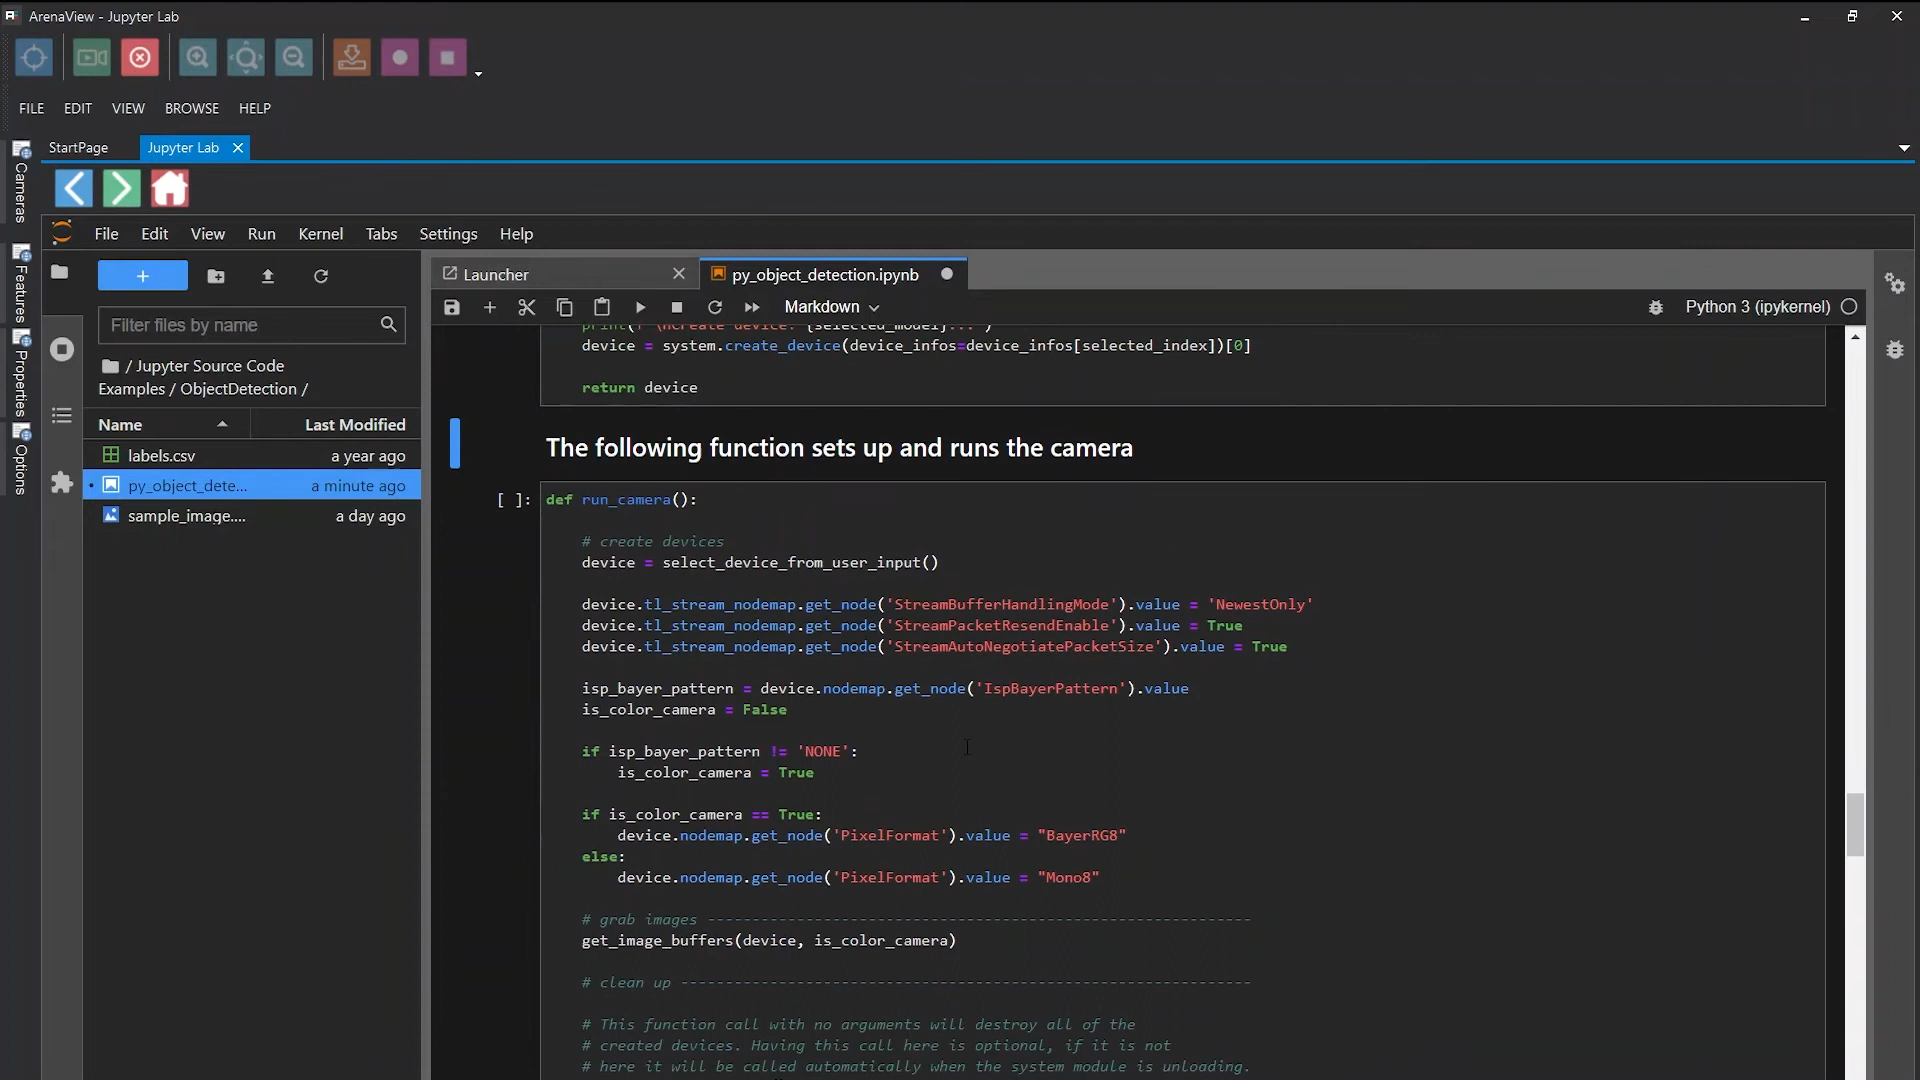 ArenaView - Jupyter Lab
FILE EDIT VIEW BROWSE HELP
StartPage Jupyter Lab
Cameras
Features
Properties
Options
File Edit View Run Kernel Tabs Settings Help
Launcher py_object_detection.ipynb
Markdown Python 3 (ipykernel)
Filter files by name
/ Jupyter Source Code
Examples / ObjectDetection /
Name Last Modified
labels.csv a year ago
py_object_dete... a minute ago
sample_image.... a day ago
device = system.create_device(device_infos=device_infos[selected_index])[0]
return device
The following function sets up and runs the camera
[ ]: def run_camera():
# create devices
device = select_device_from_user_input()
device.tl_stream_nodemap.get_node('StreamBufferHandlingMode').value = 'NewestOnly'
device.tl_stream_nodemap.get_node('StreamPacketResendEnable').value = True
device.tl_stream_nodemap.get_node('StreamAutoNegotiatePacketSize').value = True
isp_bayer_pattern = device.nodemap.get_node('IspBayerPattern').value
is_color_camera = False
if isp_bayer_pattern != 'NONE':
is_color_camera = True
if is_color_camera == True:
device.nodemap.get_node('PixelFormat').value = "BayerRG8"
else:
device.nodemap.get_node('PixelFormat').value = "Mono8"
# grab images -------------------------------------------------------------
get_image_buffers(device, is_color_camera)
# clean up ----------------------------------------------------------------
# This function call with no arguments will destroy all of the
# created devices. Having this call here is optional, if it is not
# here it will be called automatically when the system module is unloading.